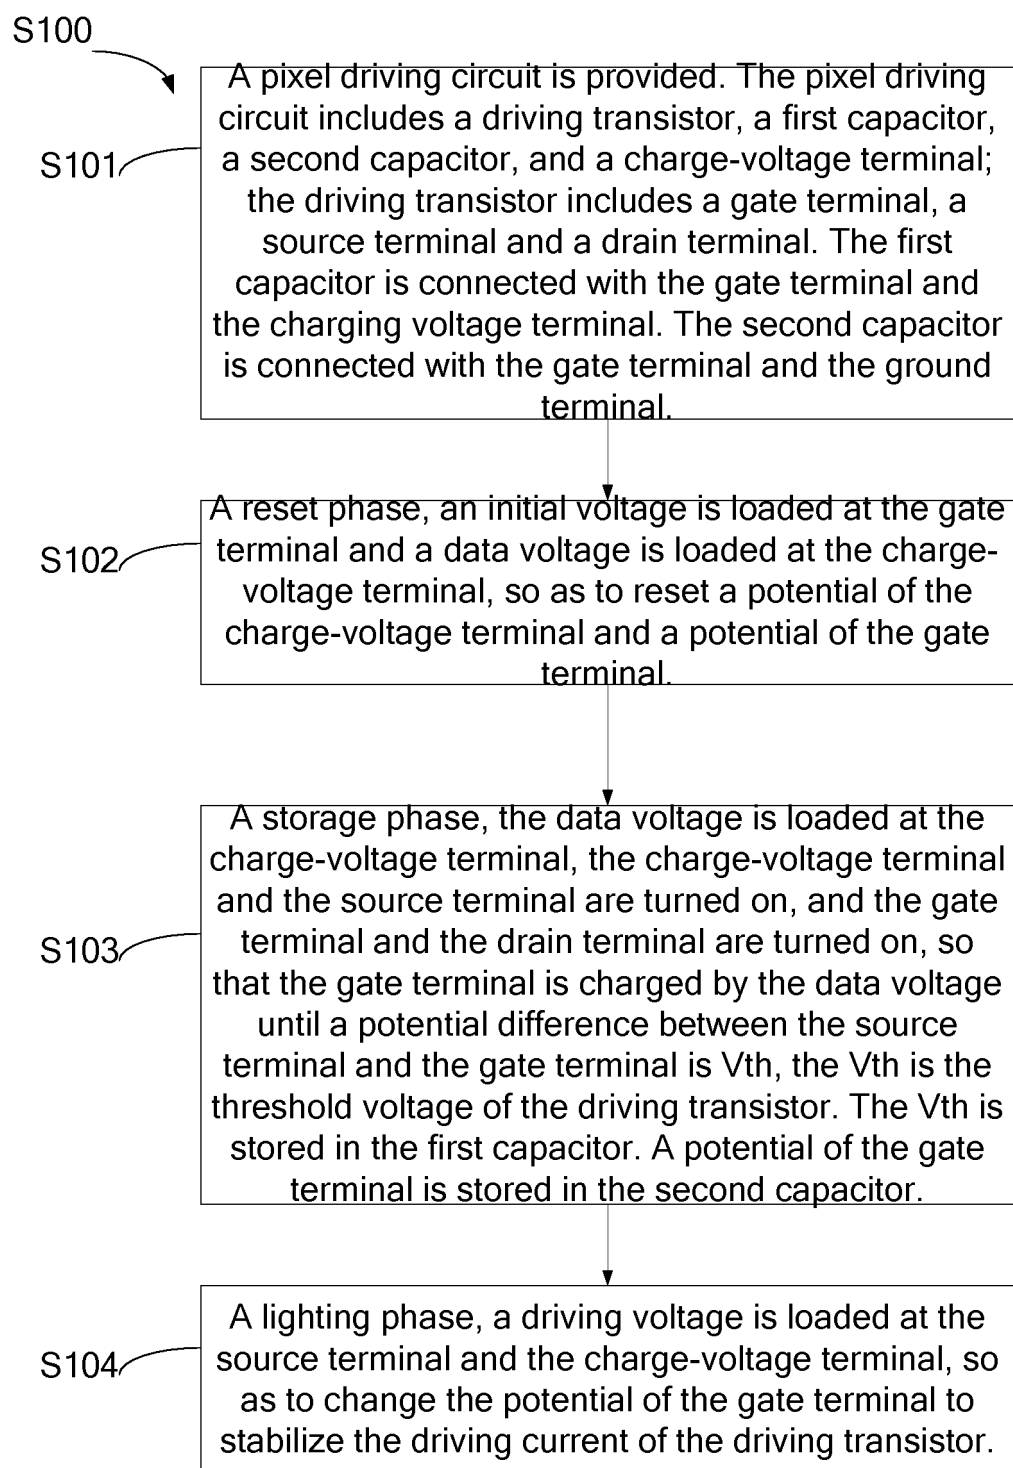 S100
S101
A pixel driving circuit is provided. The pixel driving
circuit includes a driving transistor, a first capacitor,
a second capacitor, and a charge-voltage terminal;
the driving transistor includes a gate terminal, a
source terminal and a drain terminal. The first
capacitor is connected with the gate terminal and
the charging voltage terminal. The second capacitor
is connected with the gate terminal and the ground
terminal.
S102
A reset phase, an initial voltage is loaded at the gate
terminal and a data voltage is loaded at the charge-
voltage terminal, so as to reset a potential of the
charge-voltage terminal and a potential of the gate
terminal.
S103
A storage phase, the data voltage is loaded at the
charge-voltage terminal, the charge-voltage terminal
and the source terminal are turned on, and the gate
terminal and the drain terminal are turned on, so
that the gate terminal is charged by the data voltage
until a potential difference between the source
terminal and the gate terminal is Vth, the Vth is the
threshold voltage of the driving transistor. The Vth is
stored in the first capacitor. A potential of the gate
terminal is stored in the second capacitor.
S104
A lighting phase, a driving voltage is loaded at the
source terminal and the charge-voltage terminal, so
as to change the potential of the gate terminal to
stabilize the driving current of the driving transistor.